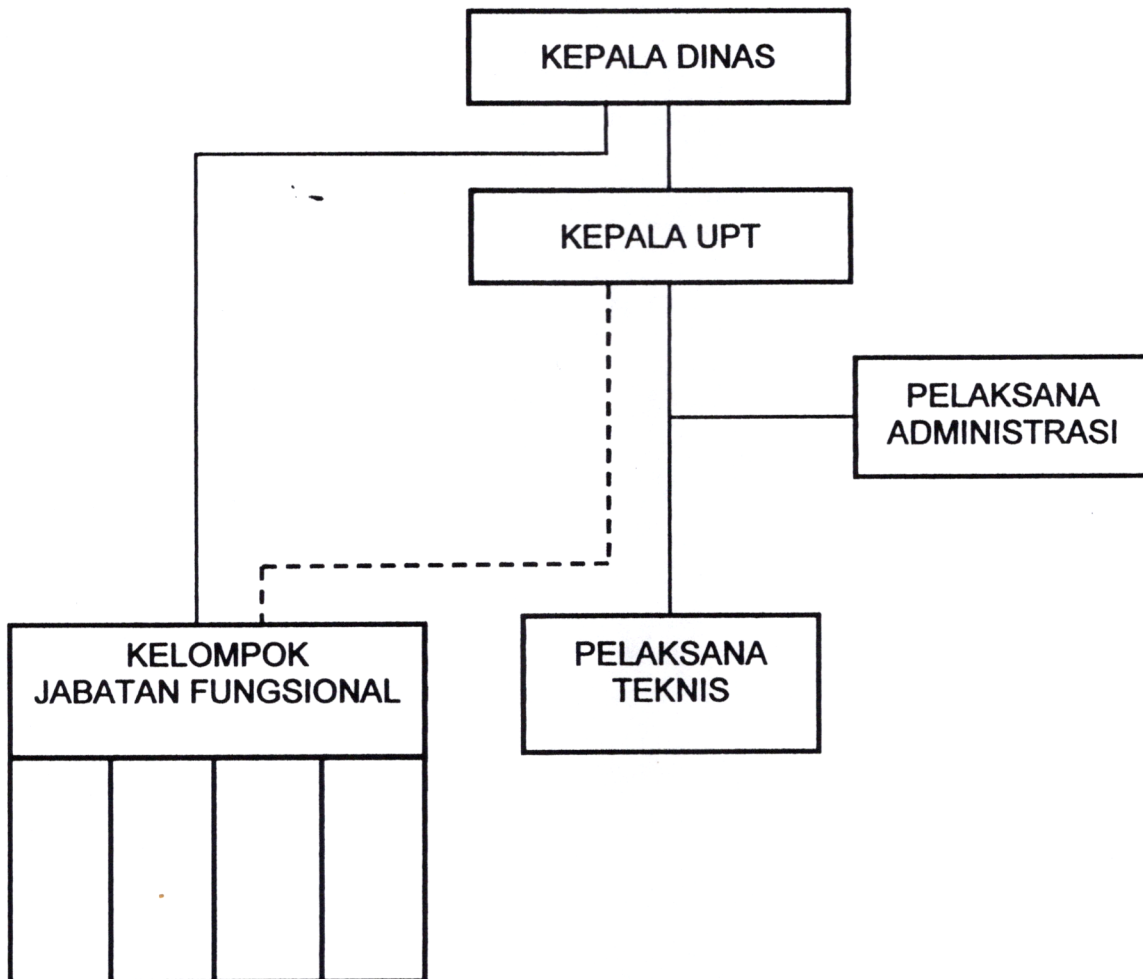 KEPALA DINAS
KEPALA UPT
PELAKSANA
ADMINISTRASI
KELOMPOK
JABATAN FUNGSIONAL
PELAKSANA
TEKNIS